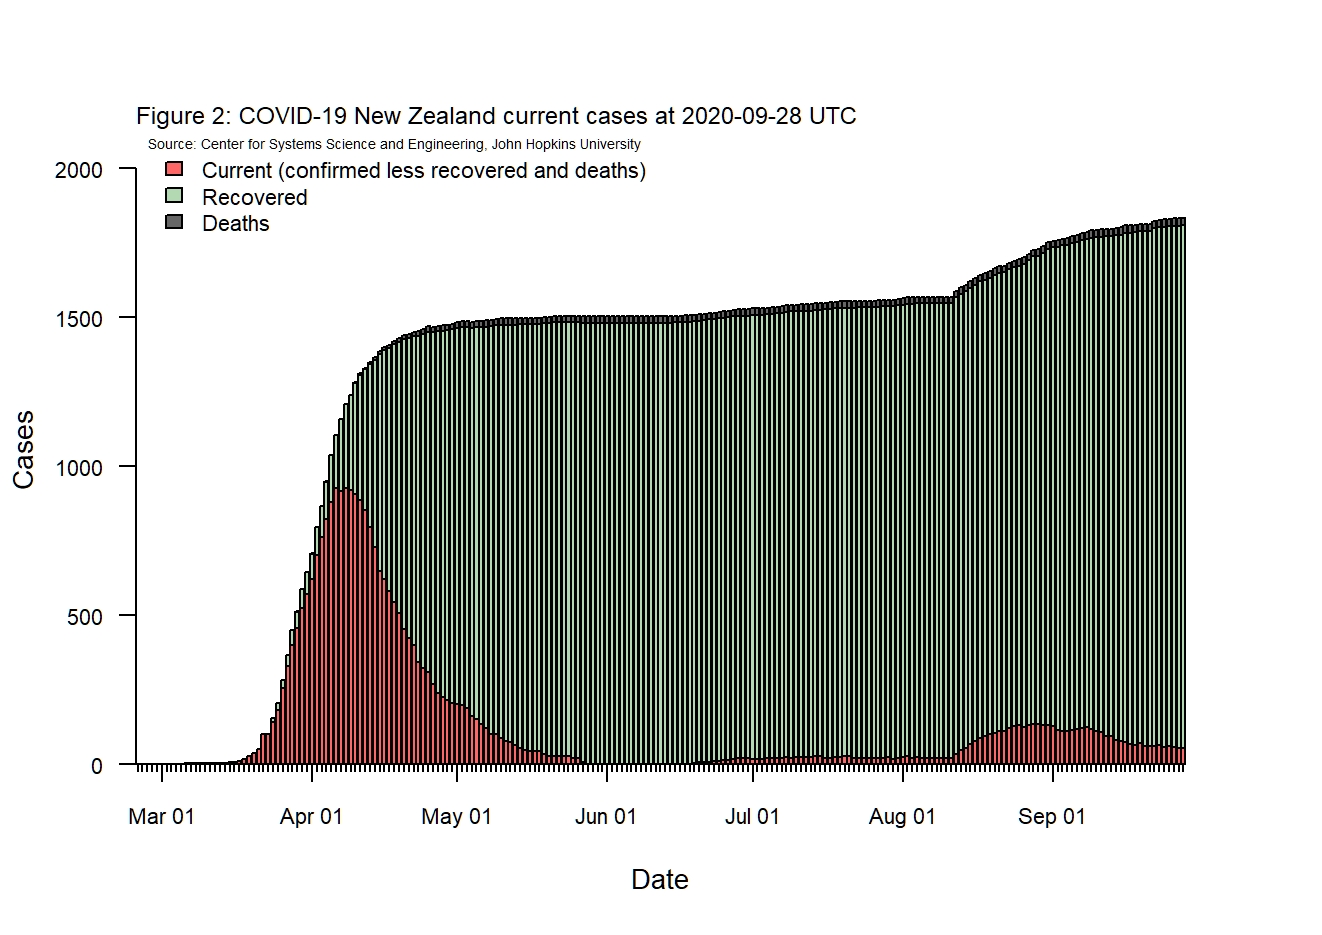 Figure 2: COVID-19 New Zealand current cases at 2020-09-28 UTC
Source: Center for Systems Science and Engineering, John Hopkins University
Current (confirmed less recovered and deaths)
Recovered
Deaths
2000
1500
1000
500
0
Cases
Mar 01 Apr 01 May 01 Jun 01 Jul 01 Aug 01 Sep 01
Date